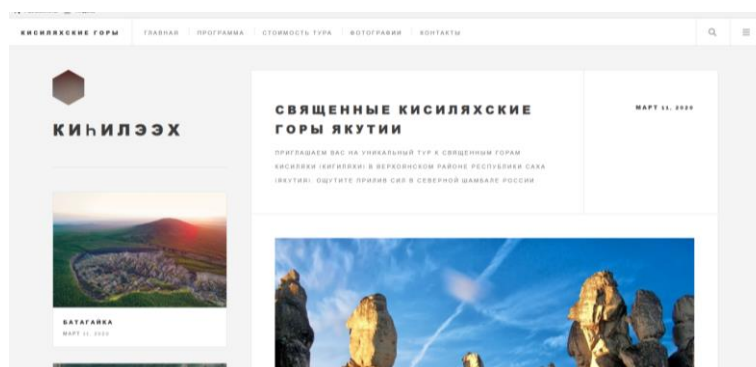 КИСИЛЯХСКИЕ ГОРЫ
ГЛАВНАЯ
ПРОГРАММА
СТОИМОСТЬ ТУРА
ФОТОГРАФИИ
КОНТАКТЫ
КИҺИЛЭЭХ
СВЯЩЕННЫЕ КИСИЛЯХСКИЕ
ГОРЫ ЯКУТИИ
МАРТ 11, 2020
ПРИГЛАШАЕМ ВАС НА УНИКАЛЬНЫЙ ТУР К СВЯЩЕННЫМ ГОРАМ
КИСИЛЯХИ (КИГИЛЯХИ) В ВЕРХОЯНСКОМ РАЙОНЕ РЕСПУБЛИКИ САХА
(ЯКУТИЯ). ОЩУТИТЕ ПРИЛИВ СИЛ В СЕВЕРНОЙ ШАМБАЛЕ РОССИИ
БАТАГАЙКА
МАРТ 11, 2020